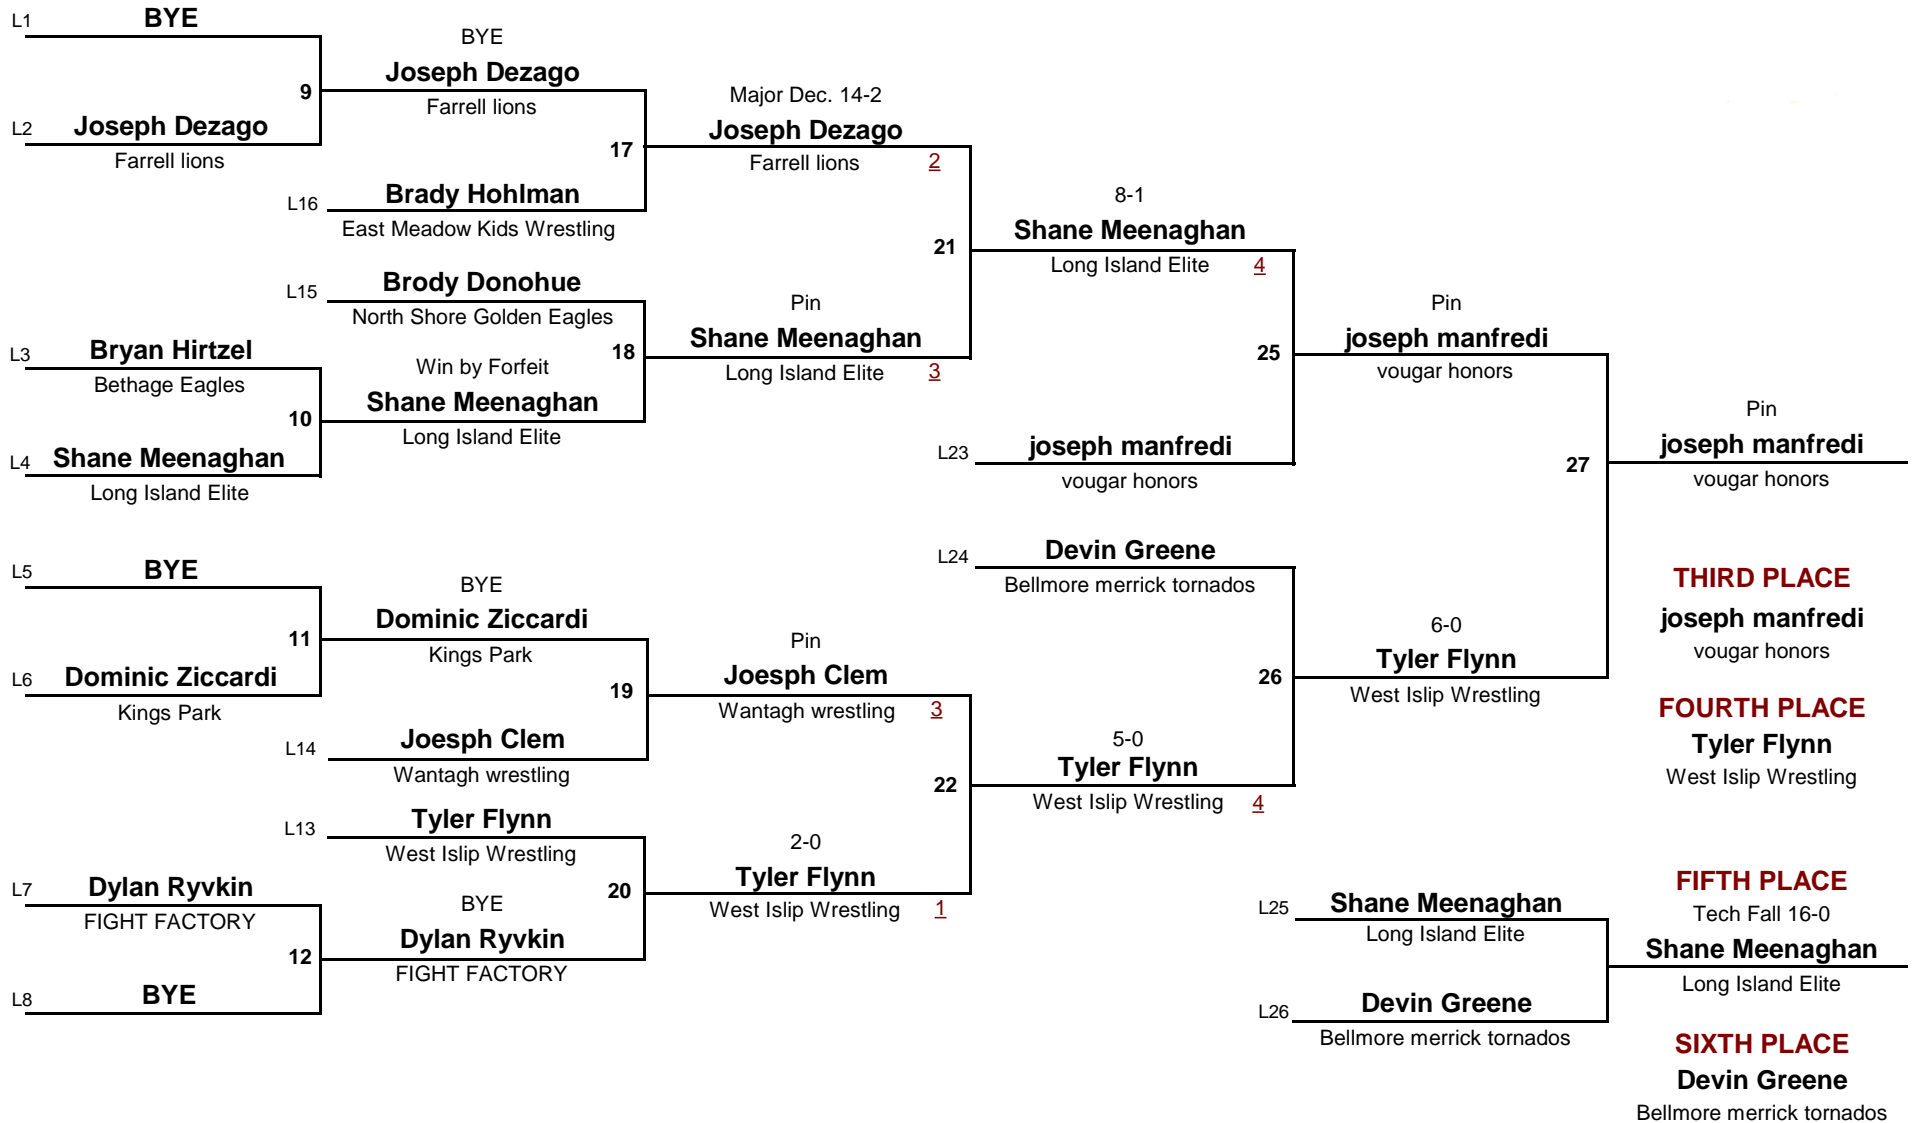 L1 BYE
BYE
Joseph Dezago
9
Farrell lions
L2 Joseph Dezago
Farrell lions
Major Dec. 14-2
Joseph Dezago
17
Farrell lions 2
L16 Brady Hohlman
East Meadow Kids Wrestling
8-1
Shane Meenaghan
21
Long Island Elite 4
L15 Brody Donohue
North Shore Golden Eagles
Pin
Shane Meenaghan
18
Long Island Elite 3
L3 Bryan Hirtzel
Bethage Eagles
Win by Forfeit
Shane Meenaghan
10
Long Island Elite
L4 Shane Meenaghan
Long Island Elite
Pin
joseph manfredi
25
vougar honors
L23 joseph manfredi
vougar honors
Pin
joseph manfredi
27
vougar honors
L5 BYE
BYE
Dominic Ziccardi
11
Kings Park
L6 Dominic Ziccardi
Kings Park
Pin
Joesph Clem
19
Wantagh wrestling 3
L14 Joesph Clem
Wantagh wrestling
L24 Devin Greene
Bellmore merrick tornados
6-0
Tyler Flynn
26
West Islip Wrestling
5-0
Tyler Flynn
22
West Islip Wrestling 4
L13 Tyler Flynn
West Islip Wrestling
2-0
Tyler Flynn
20
West Islip Wrestling 1
L7 Dylan Ryvkin
FIGHT FACTORY
BYE
Dylan Ryvkin
12
FIGHT FACTORY
L8 BYE
THIRD PLACE
joseph manfredi
vougar honors
FOURTH PLACE
Tyler Flynn
West Islip Wrestling
L25 Shane Meenaghan
Long Island Elite
L26 Devin Greene
Bellmore merrick tornados
FIFTH PLACE
Tech Fall 16-0
Shane Meenaghan
Long Island Elite
SIXTH PLACE
Devin Greene
Bellmore merrick tornados